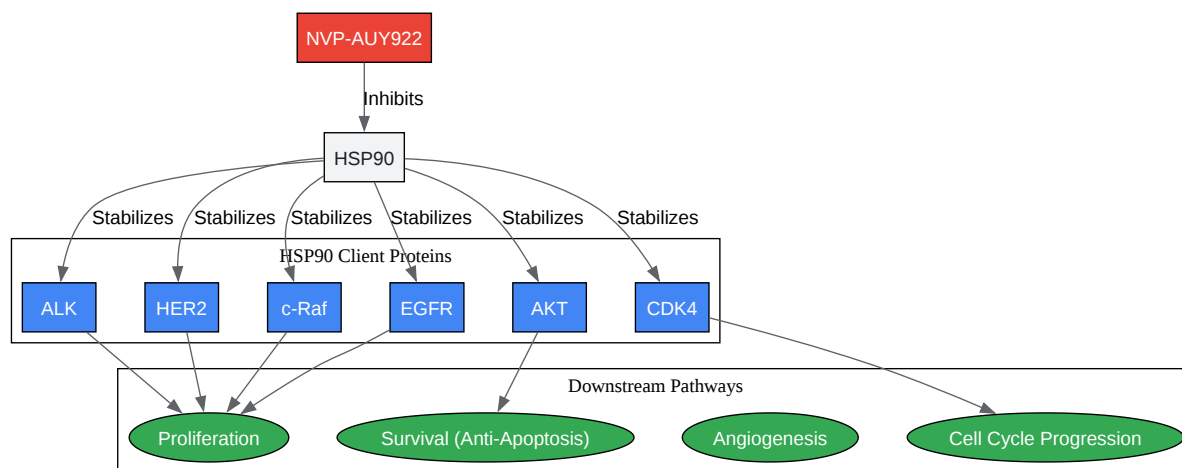 NVP-AUY922
Inhibits
HSP90
Stabilizes Stabilizes Stabilizes Stabilizes Stabilizes Stabilizes
HSP90 Client Proteins
ALK HER2 c-Raf EGFR AKT CDK4
Downstream Pathways
Proliferation Survival (Anti-Apoptosis) Angiogenesis Cell Cycle Progression